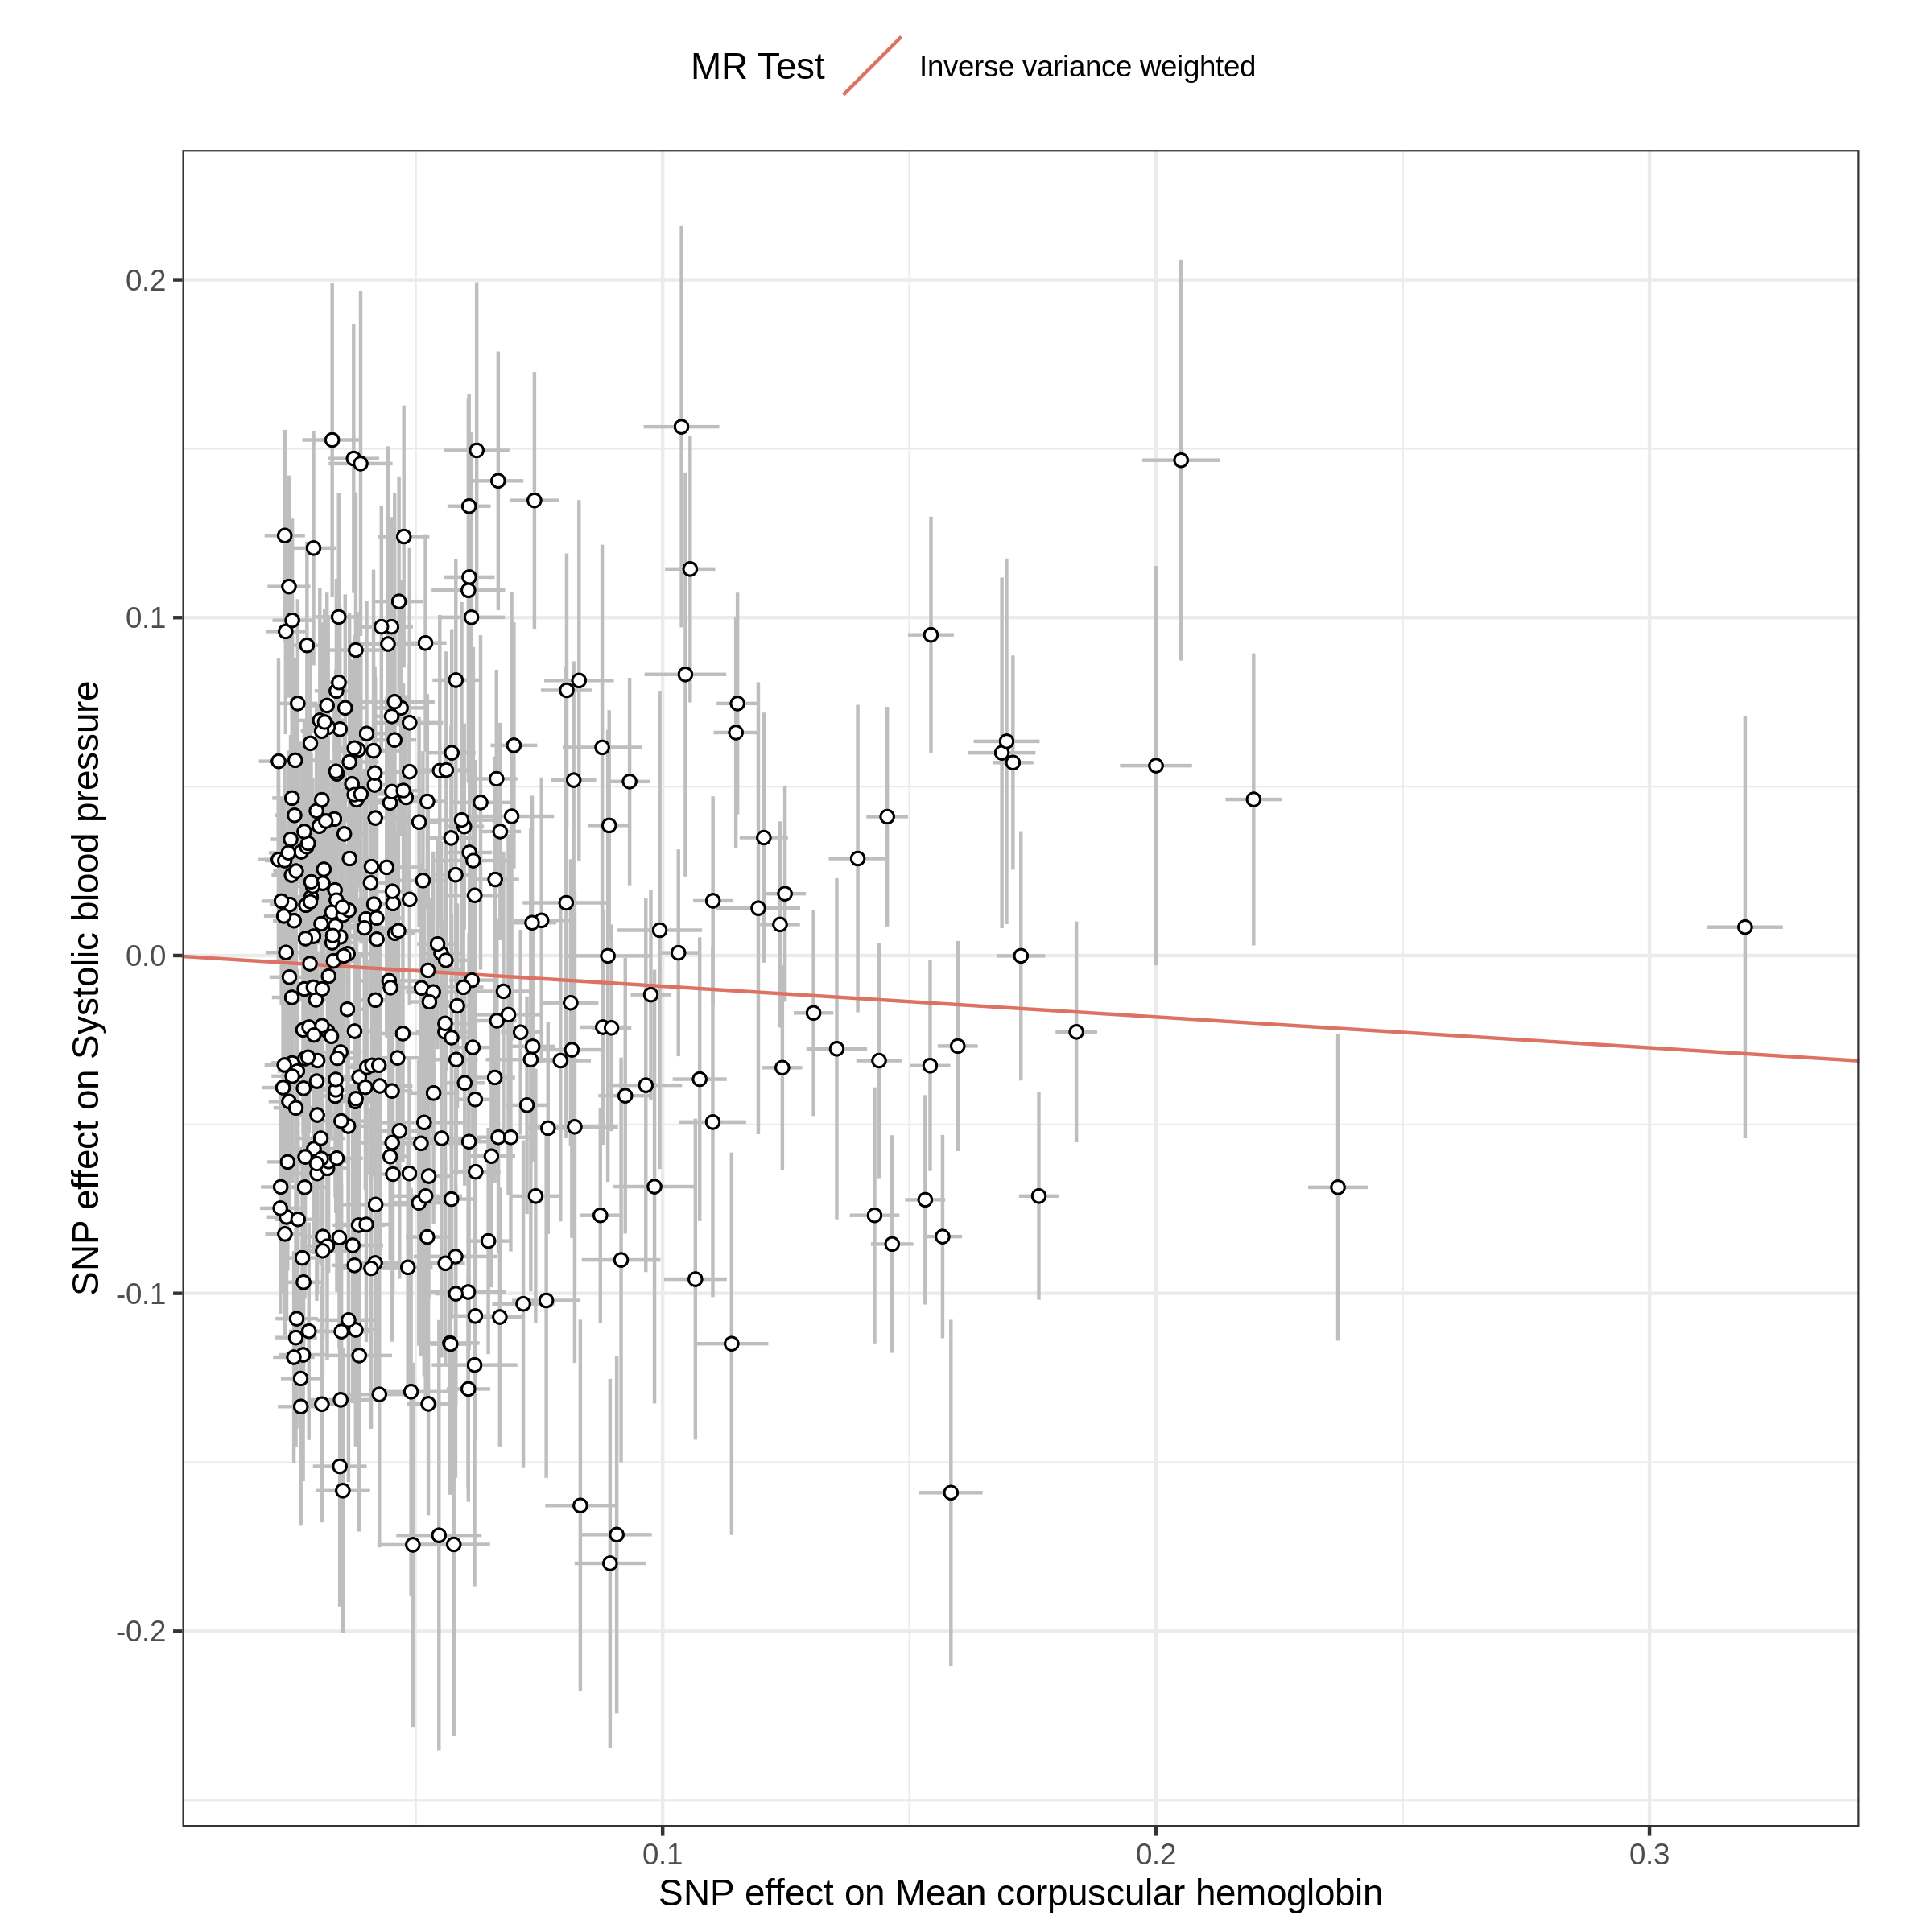 MR Test
Inverse variance weighted
SNP effect on Systolic blood pressure
0.2
0.1
0.0
-0.1
-0.2
0.1 0.2 0.3
SNP effect on Mean corpuscular hemoglobin